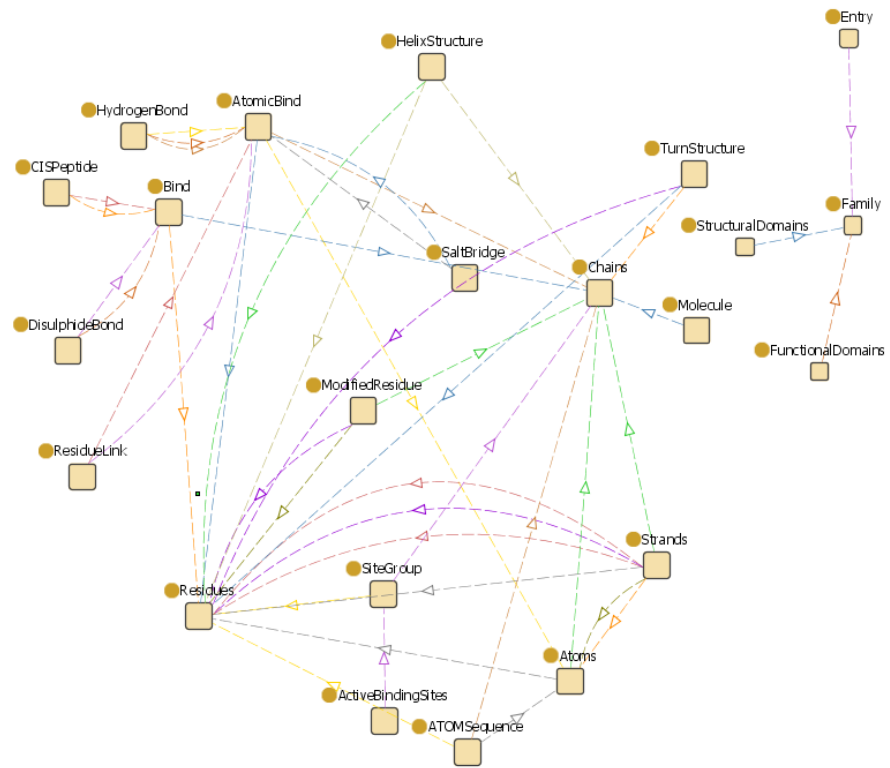 Entry
HelixStructure
AtomicBind
HydrogenBond
TurnStructure
CISPeptide
Bind
Family
StructuralDomains
SaltBridge
Chains
Molecule
DisulphideBond
FunctionalDomains
ModifiedResidue
ResidueLink
Strands
SiteGroup
Residues
Atoms
ActiveBindingSites
ATOMSequence